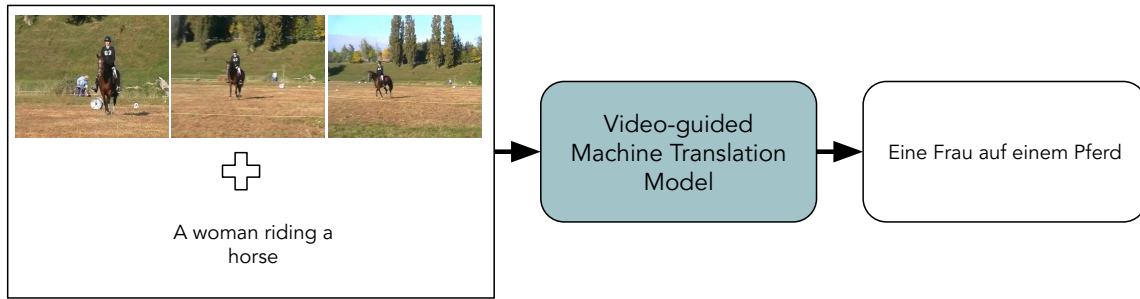 A woman riding a
horse
Video-guided
Machine Translation
Model
Eine Frau auf einem Pferd